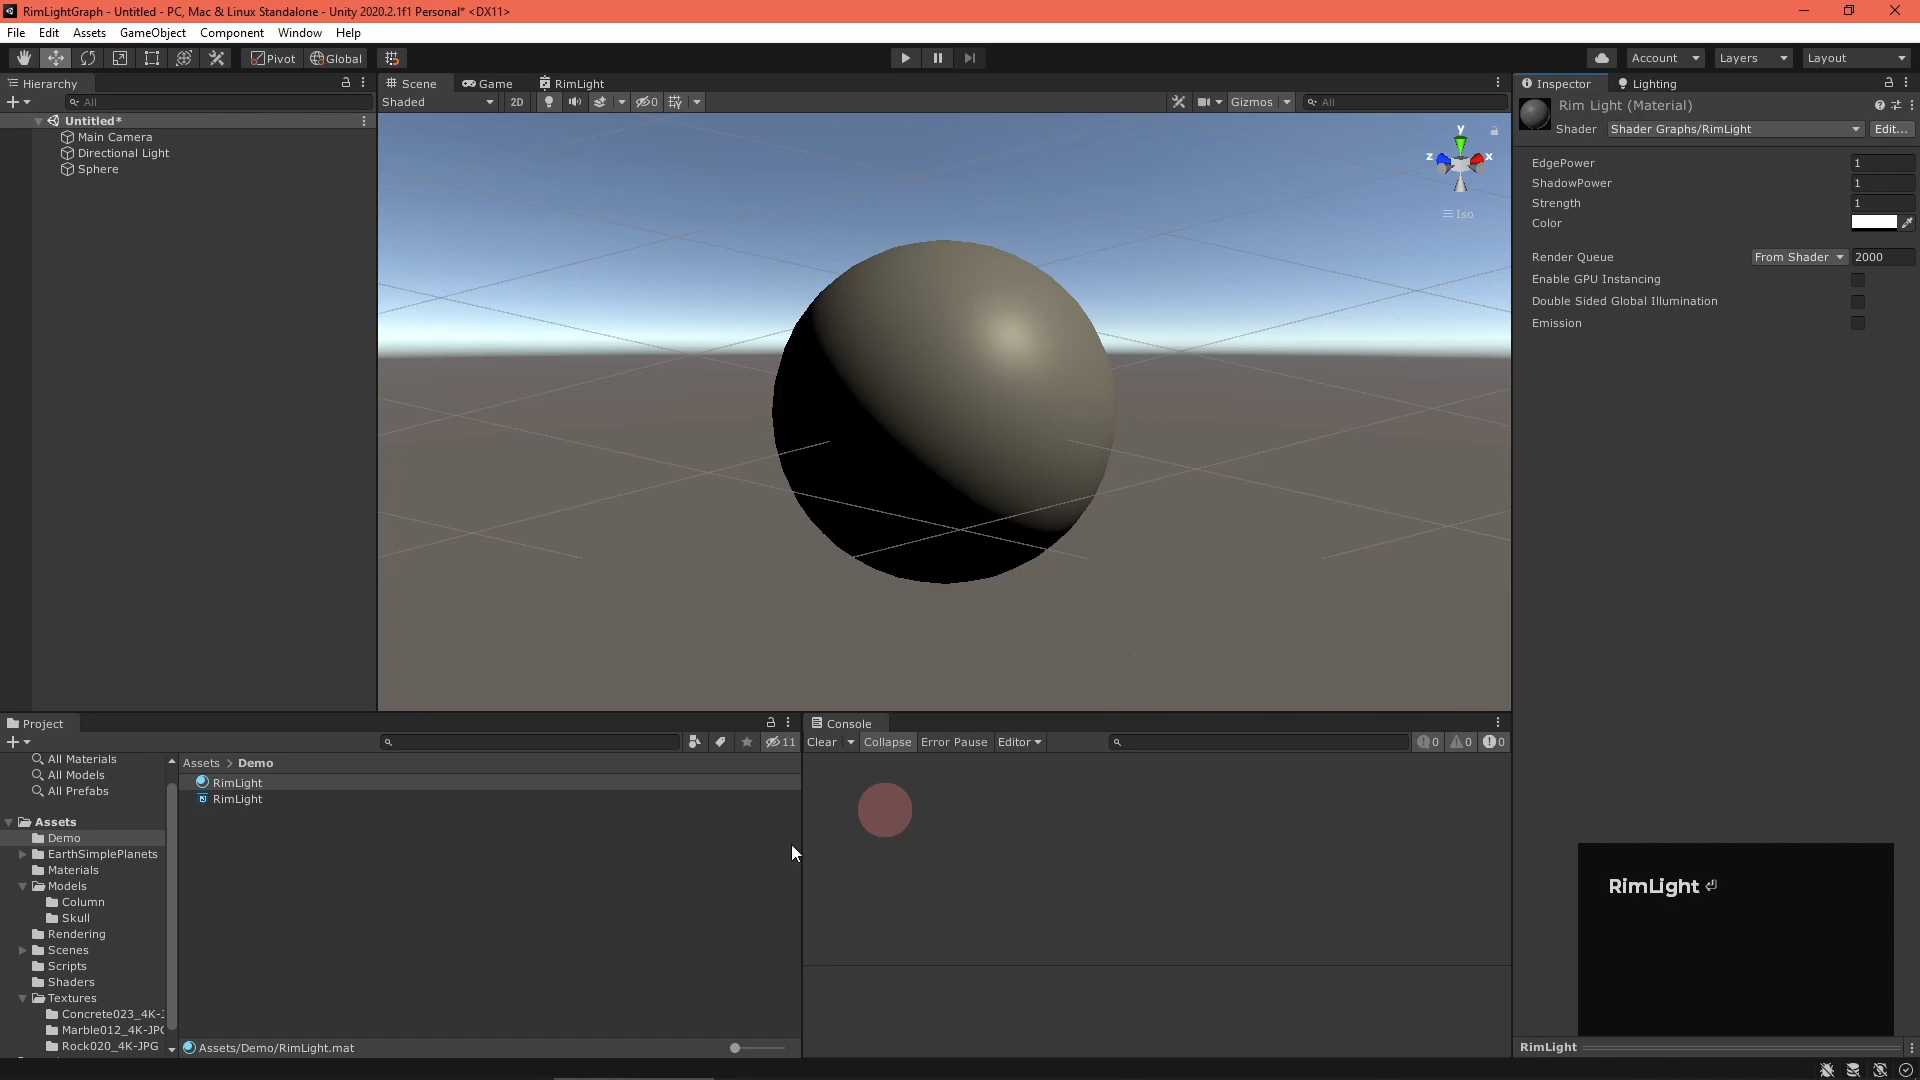 RimLightGraph - Untitled - PC, Mac & Linux Standalone - Unity 2020.2.1f1 Personal* <DX11>
File Edit Assets GameObject Component Window Help
Pivot Global Account Layers Layout
Hierarchy
All
Untitled*
Main Camera
Directional Light
Sphere
Scene Game RimLight
Shaded 2D 0 Gizmos All
y
z x
Iso
Inspector Lighting
Rim Light (Material)
Shader Shader Graphs/RimLight Edit...
EdgePower 1
ShadowPower 1
Strength 1
Color
Render Queue From Shader 2000
Enable GPU Instancing
Double Sided Global Illumination
Emission
Project
11
All Materials
All Models
All Prefabs
Assets
Demo
EarthSimplePlanets
Materials
Models
Column
Skull
Rendering
Scenes
Scripts
Shaders
Textures
Concrete023_4K-J
Marble012_4K-JPG
Rock020_4K-JPG
Assets > Demo
RimLight
RimLight
Assets/Demo/RimLight.mat
Console
Clear Collapse Error Pause Editor 0 0 0
RimLight ⏎
RimLight